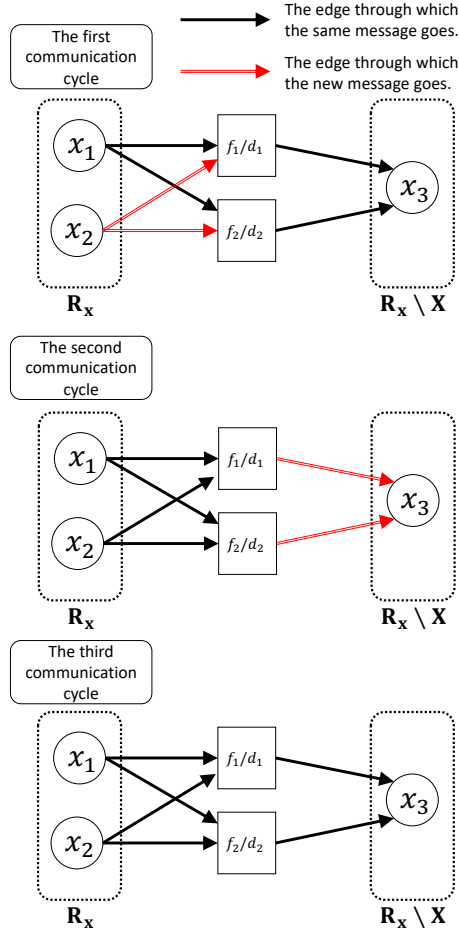 The first
communication
cycle
The edge through which
the same message goes.
The edge through which
the new message goes.
x₁
x₂
f₁/d₁
f₂/d₂
x₃
Rₓ
Rₓ \ X
The second
communication
cycle
x₁
x₂
f₁/d₁
f₂/d₂
x₃
Rₓ
Rₓ \ X
The third
communication
cycle
x₁
x₂
f₁/d₁
f₂/d₂
x₃
Rₓ
Rₓ \ X